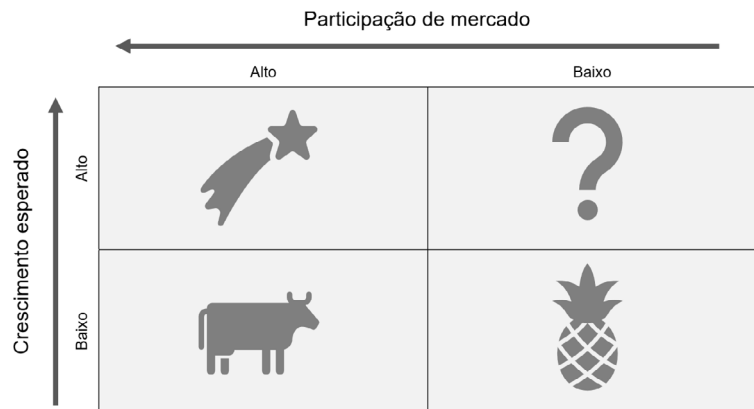 Participação de mercado
Alto
Baixo
Crescimento esperado
Alto
Baixo